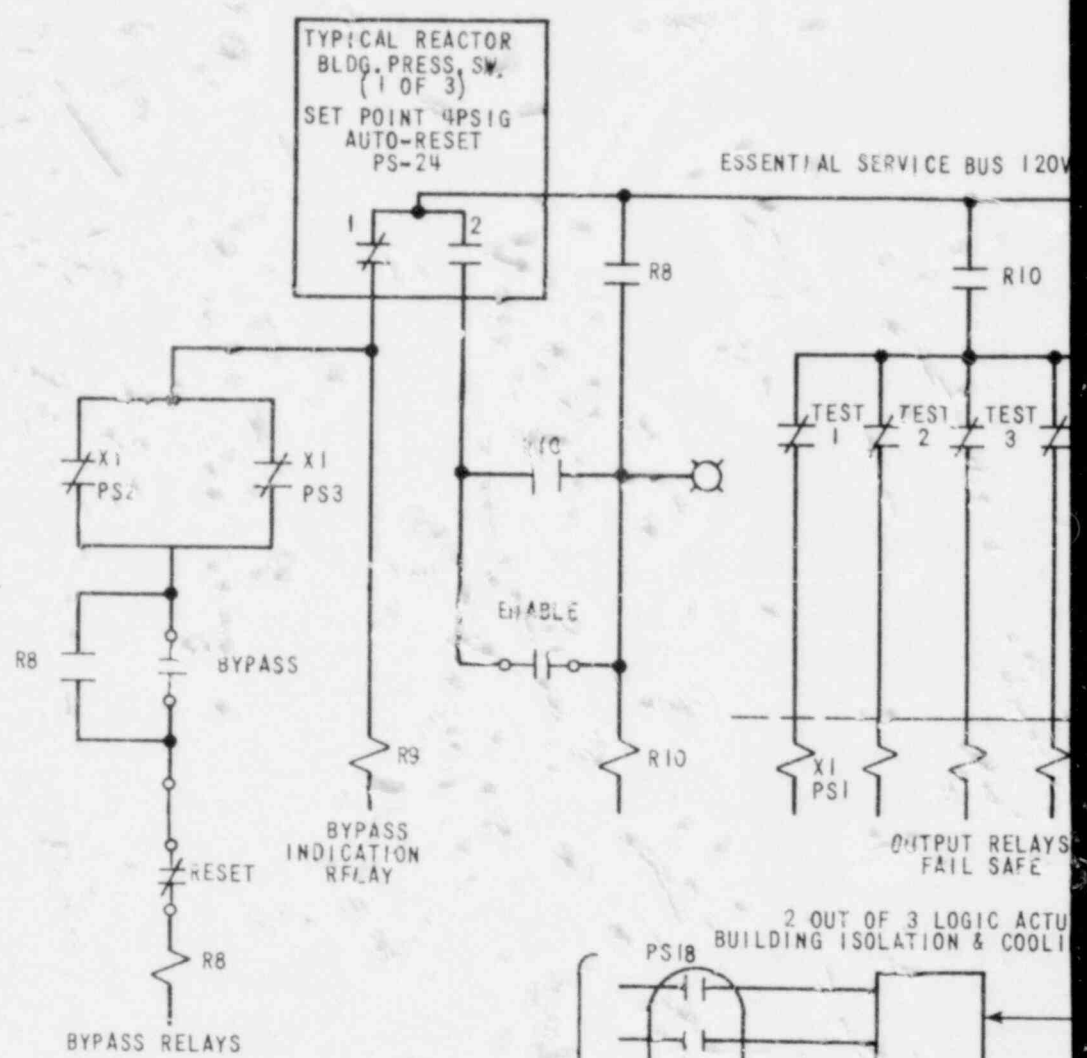 TYPICAL REACTOR
BLDG. PRESS. SW.
(1 OF 3)
SET POINT 4PSIG
AUTO-RESET
PS-24
ESSENTIAL SERVICE BUS 120V
1
2
R8
R10
TEST
1
TEST
2
TEST
3
X1
PS2
X1
PS3
R10
ENABLE
R8
BYPASS
R9
R10
X1
PS1
BYPASS
INDICATION
RELAY
OUTPUT RELAYS
FAIL SAFE
RESET
2 OUT OF 3 LOGIC ACTU
BUILDING ISOLATION & COOLI
PS18
R8
BYPASS RELAYS